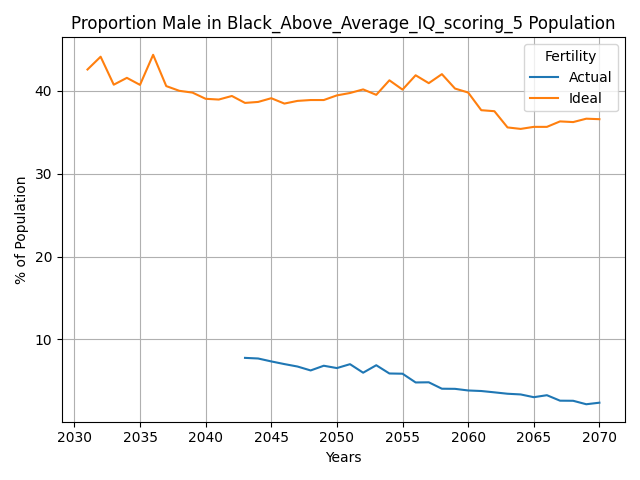 Proportion Male in Black_Above_Average_IQ_scoring_5 Population
Fertility
Actual
Ideal
% of Population
40
30
20
10
2030 2035 2040 2045 2050 2055 2060 2065 2070
Years